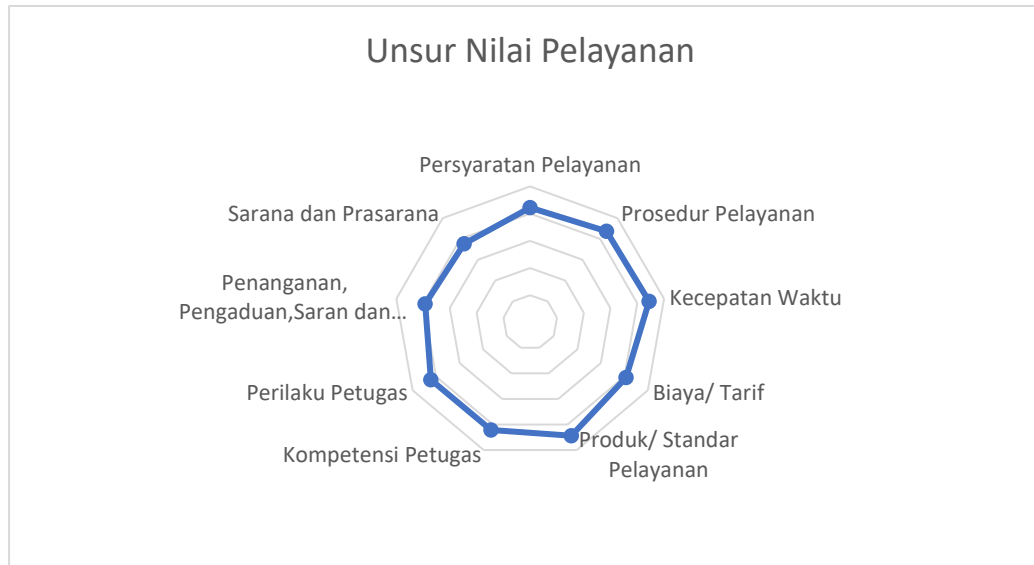 Unsur Nilai Pelayanan
Persyaratan Pelayanan
Prosedur Pelayanan
Kecepatan Waktu
Biaya/ Tarif
Produk/ Standar
Pelayanan
Kompetensi Petugas
Perilaku Petugas
Penanganan,
Pengaduan,Saran dan...
Sarana dan Prasarana